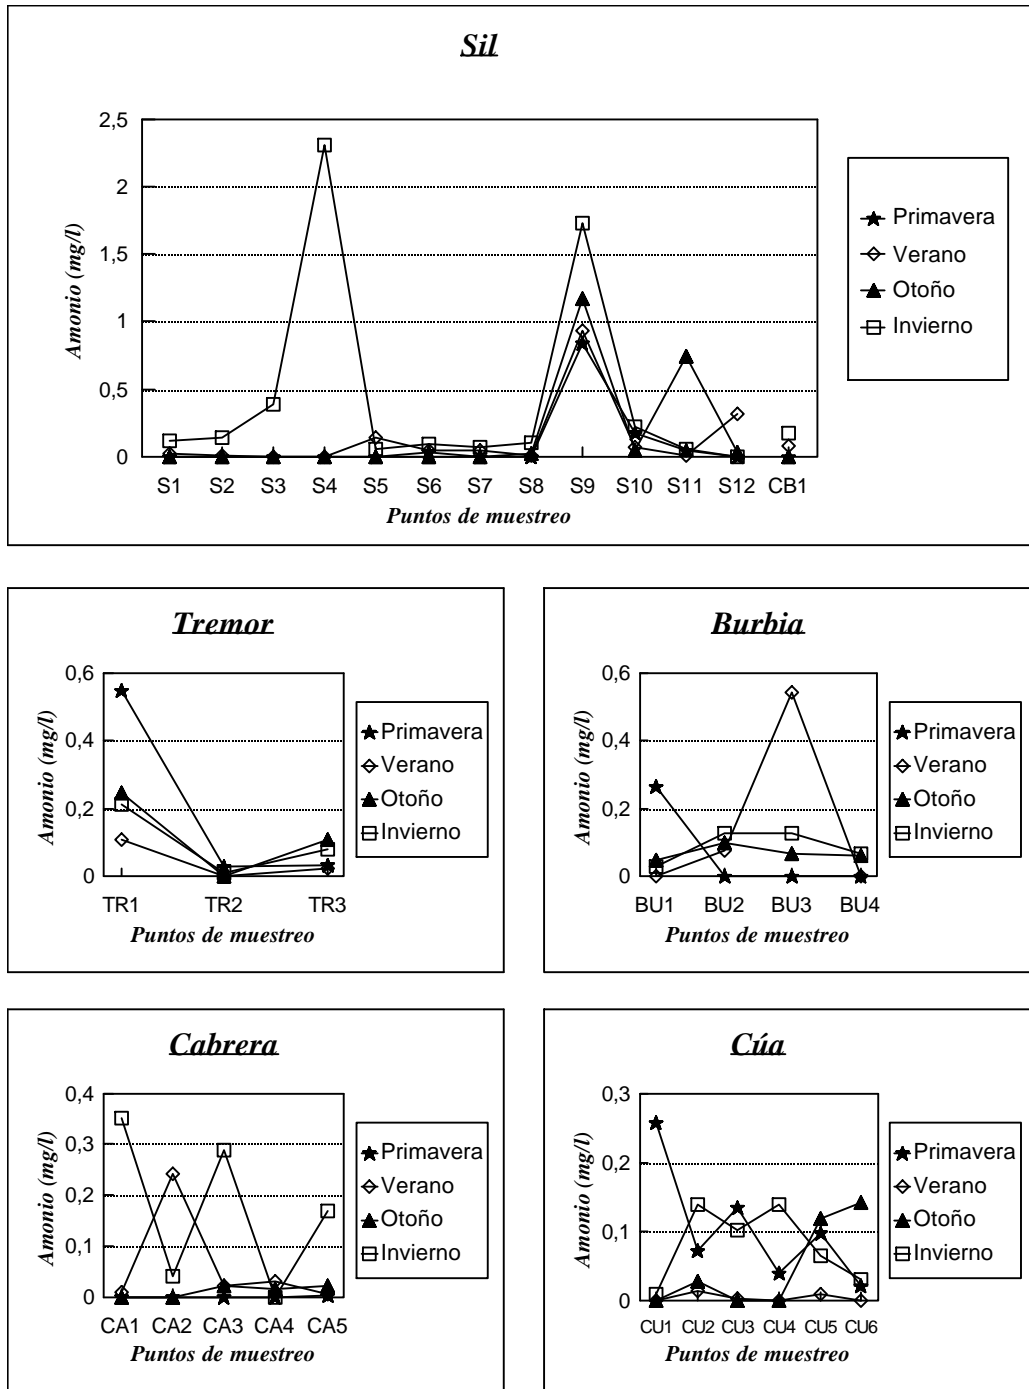 Sil
2,5
2
1,5
1
0,5
0
Amonio (mg/l)
S1 S2 S3 S4 S5 S6 S7 S8 S9 S10 S11 S12 CB1
Puntos de muestreo
Primavera
Verano
Otoño
Invierno
Tremor
0,6
0,4
0,2
0
Amonio (mg/l)
TR1 TR2 TR3
Puntos de muestreo
Primavera
Verano
Otoño
Invierno
Burbia
0,6
0,4
0,2
0
Amonio (mg/l)
BU1 BU2 BU3 BU4
Puntos de muestreo
Primavera
Verano
Otoño
Invierno
Cabrera
0,4
0,3
0,2
0,1
0
Amonio (mg/l)
CA1 CA2 CA3 CA4 CA5
Puntos de muestreo
Primavera
Verano
Otoño
Invierno
Cúa
0,3
0,2
0,1
0
Amonio (mg/l)
CU1 CU2 CU3 CU4 CU5 CU6
Puntos de muestreo
Primavera
Verano
Otoño
Invierno